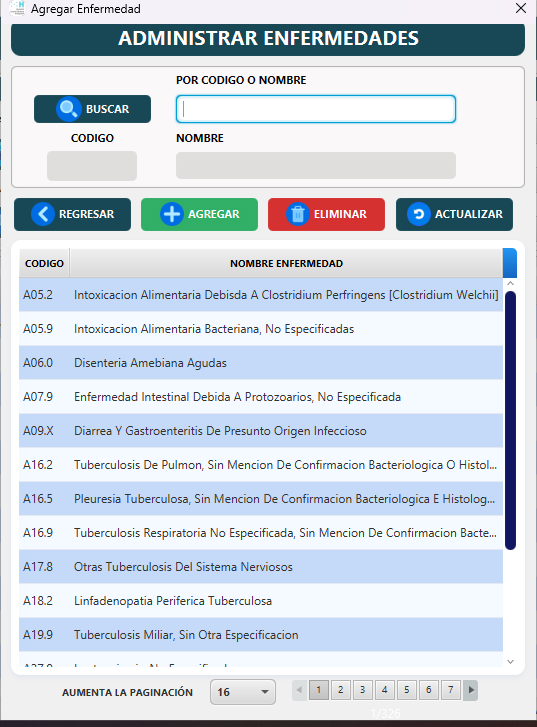 Agregar Enfermedad
ADMINISTRAR ENFERMEDADES
POR CODIGO O NOMBRE
BUSCAR
CODIGO NOMBRE
REGRESAR AGREGAR ELIMINAR ACTUALIZAR
CODIGO NOMBRE ENFERMEDAD
A05.2 Intoxicacion Alimentaria Debisda A Clostridium Perfringens [Clostridium Welchii]
A05.9 Intoxicacion Alimentaria Bacteriana, No Especificadas
A06.0 Disenteria Amebiana Agudas
A07.9 Enfermedad Intestinal Debida A Protozoarios, No Especificada
A09.X Diarrea Y Gastroenteritis De Presunto Origen Infeccioso
A16.2 Tuberculosis De Pulmon, Sin Mencion De Confirmacion Bacteriologica O Histol...
A16.5 Pleuresia Tuberculosa, Sin Mencion De Confirmacion Bacteriologica E Histolog...
A16.9 Tuberculosis Respiratoria No Especificada, Sin Mencion De Confirmacion Bacte...
A17.8 Otras Tuberculosis Del Sistema Nerviosos
A18.2 Linfadenopatia Periferica Tuberculosa
A19.9 Tuberculosis Miliar, Sin Otra Especificacion
AUMENTA LA PAGINACIÓN 16 1 2 3 4 5 6 7
1/226